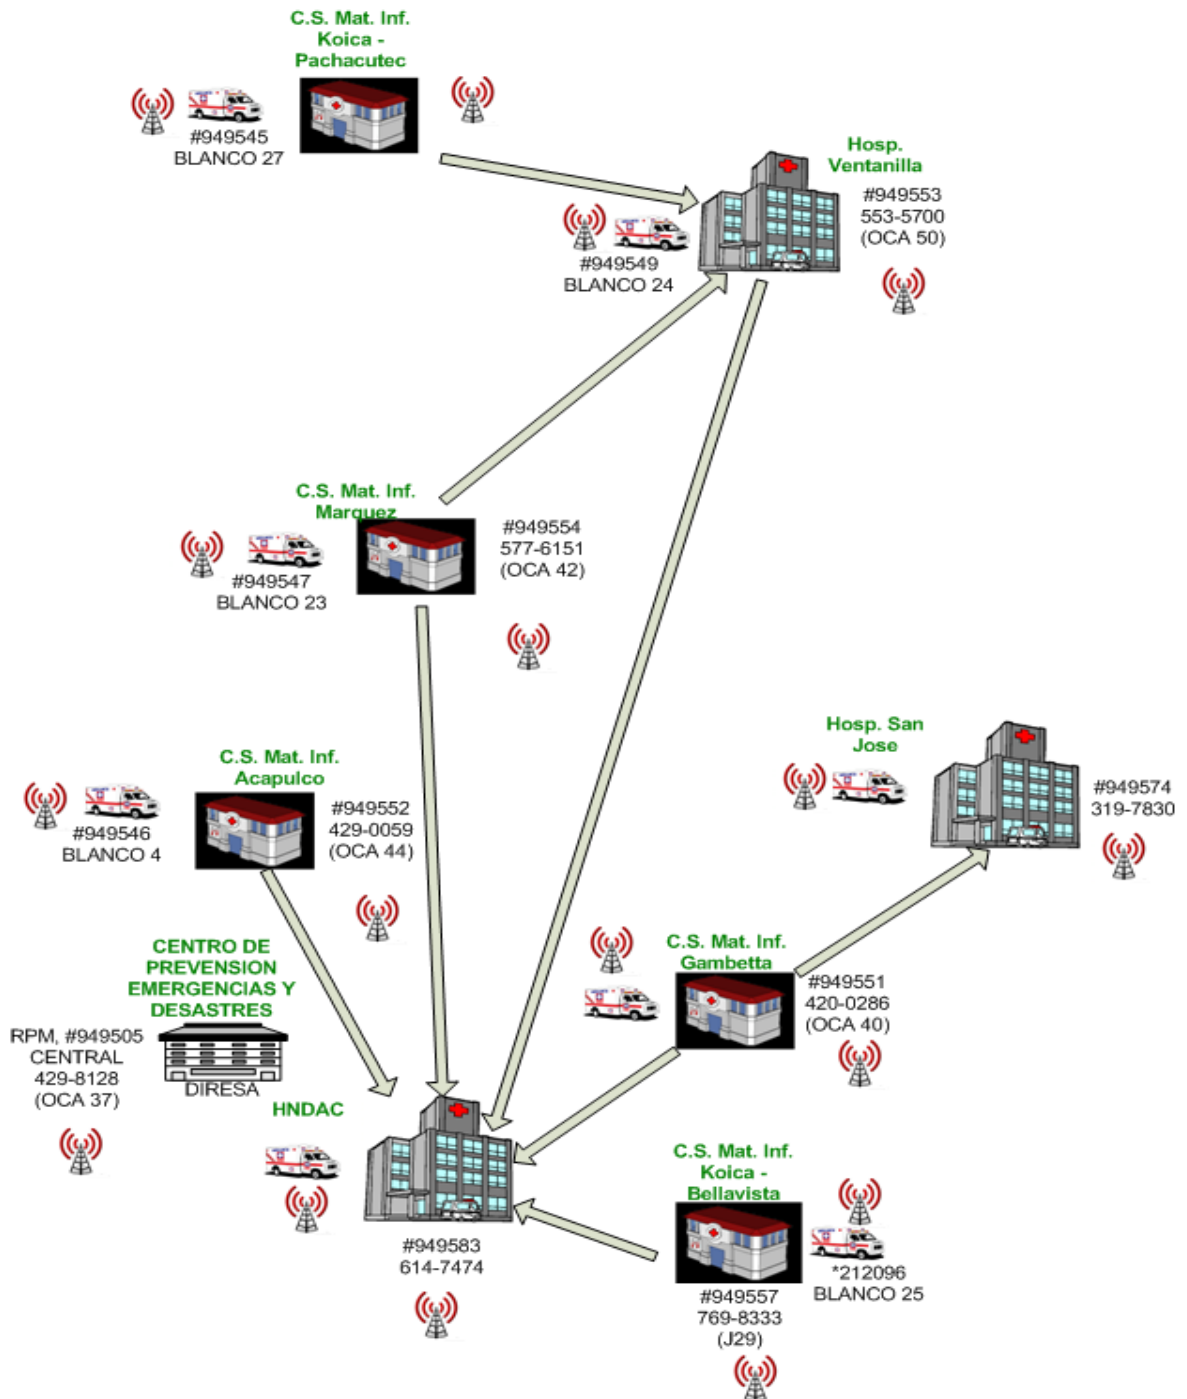 C.S. Mat. Inf.
Koica -
Pachacutec
#949545
BLANCO 27
Hosp.
Ventanilla
#949553
553-5700
(OCA 50)
#949549
BLANCO 24
C.S. Mat. Inf.
Marquez
#949554
577-6151
(OCA 42)
#949547
BLANCO 23
Hosp. San
Jose
#949574
319-7830
C.S. Mat. Inf.
Acapulco
#949552
429-0059
(OCA 44)
#949546
BLANCO 4
CENTRO DE
PREVENSION
EMERGENCIAS Y
DESASTRES
RPM, #949505
CENTRAL
429-8128
(OCA 37)
DIRESA
C.S. Mat. Inf.
Gambetta
#949551
420-0286
(OCA 40)
HNDAC
#949583
614-7474
C.S. Mat. Inf.
Koica -
Bellavista
*212096
BLANCO 25
#949557
769-8333
(J29)